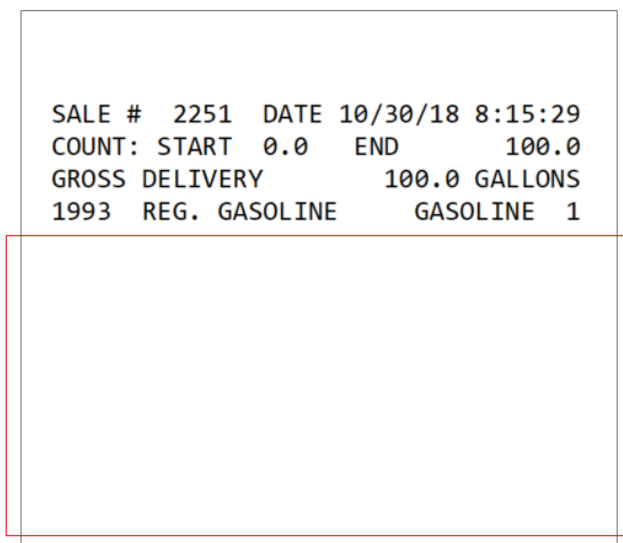 SALE # 2251 DATE 10/30/18 8:15:29
COUNT: START 0.0 END 100.0
GROSS DELIVERY 100.0 GALLONS
1993 REG. GASOLINE GASOLINE 1